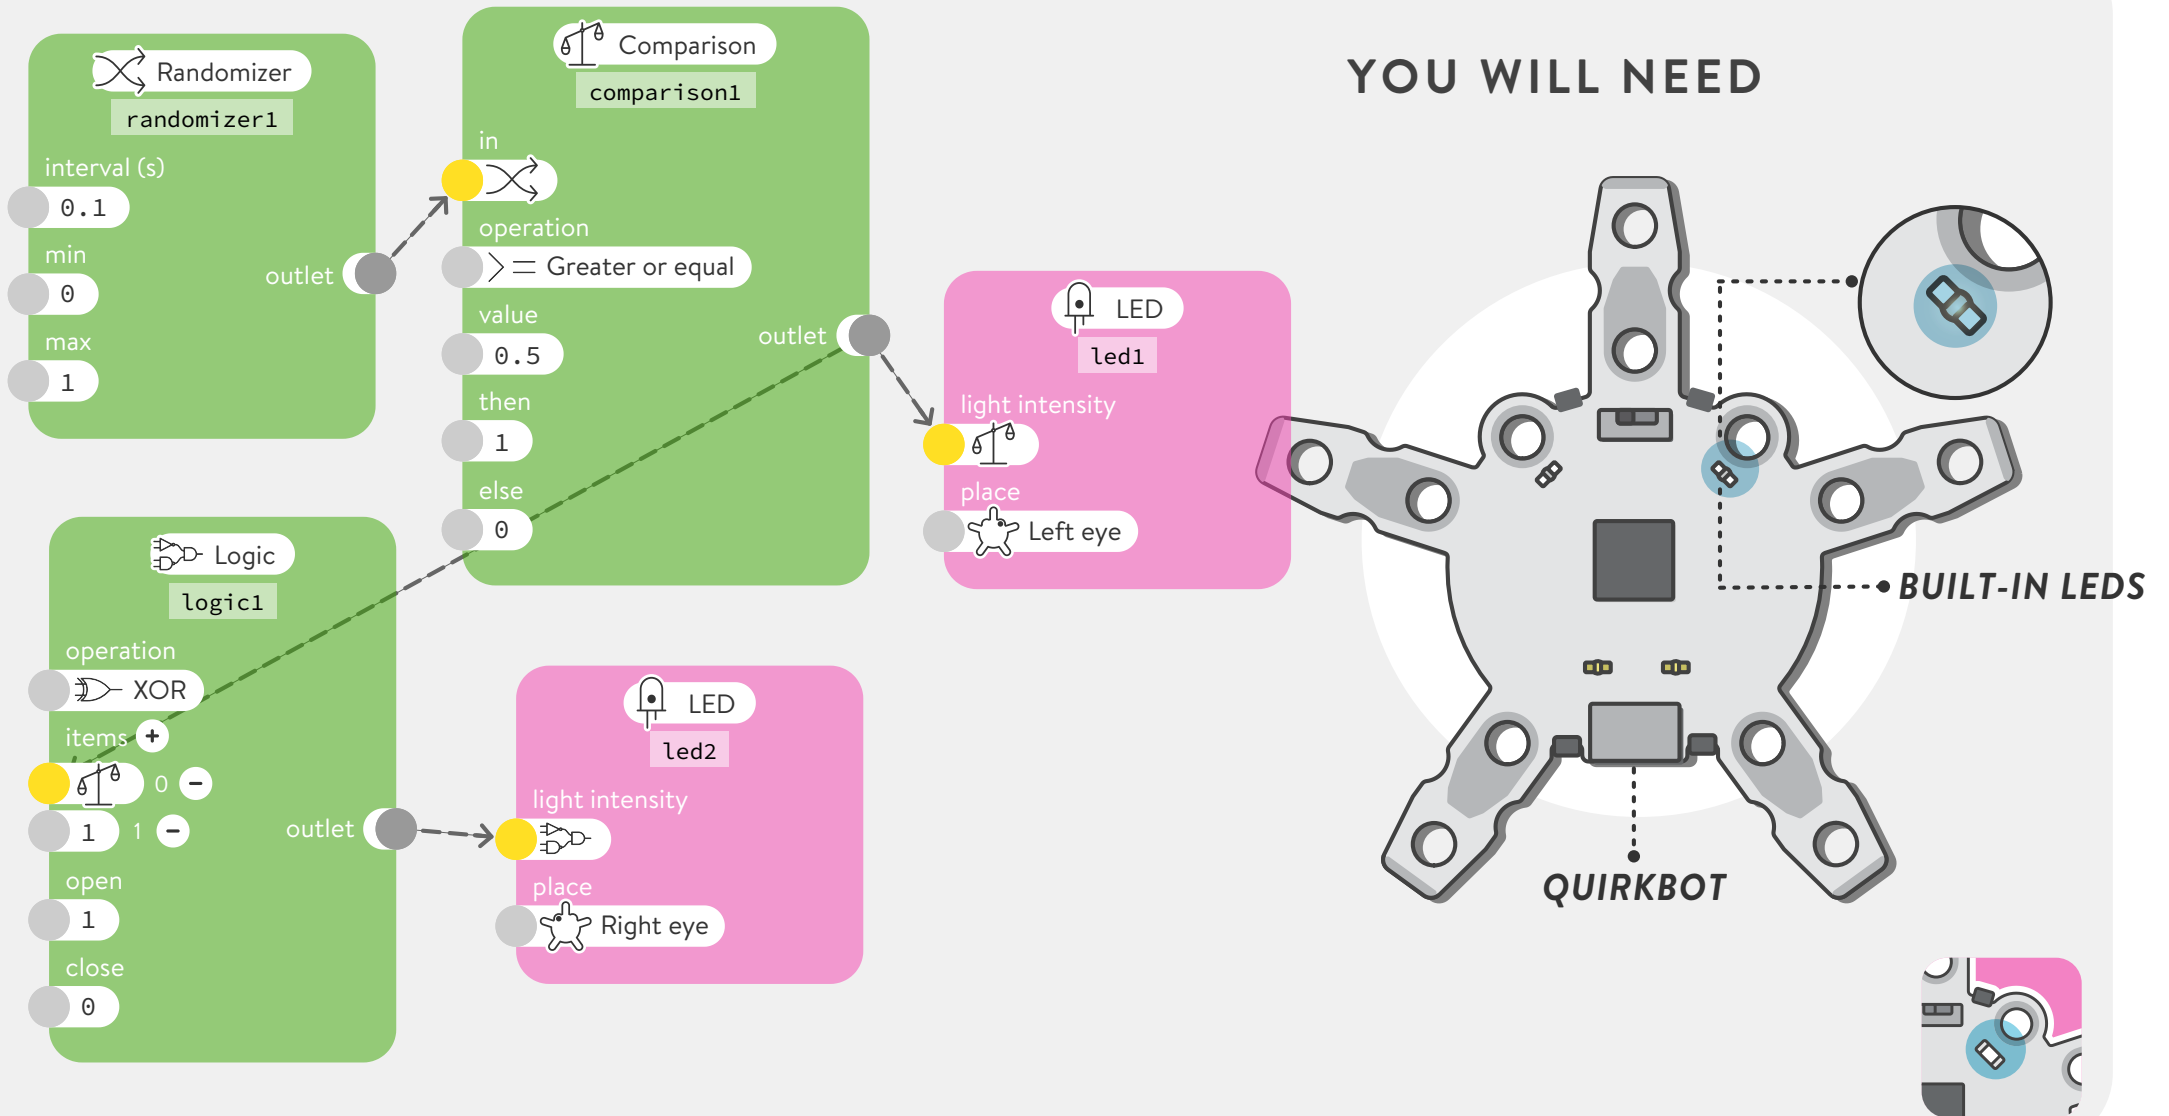 Randomizer
randomizer1
interval (s)
0.1
min
0
outlet
max
1
Comparison
comparison1
in
operation
>= Greater or equal
value
0.5
outlet
then
1
else
0
LED
led1
light intensity
place
Left eye
Logic
logic1
operation
XOR
items +
0 −
1 1 −
outlet
open
1
close
0
LED
led2
light intensity
place
Right eye
YOU WILL NEED
BUILT-IN LEDS
QUIRKBOT